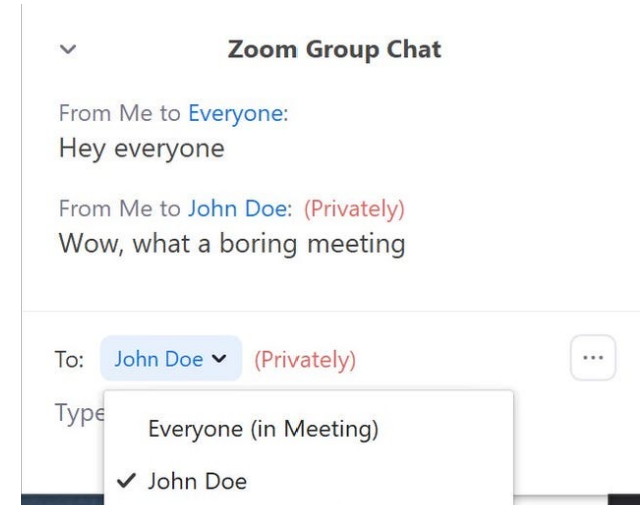 Zoom Group Chat
From Me to Everyone:
Hey everyone
From Me to John Doe: (Privately)
Wow, what a boring meeting
To: John Doe (Privately)
Type
Everyone (in Meeting)
John Doe